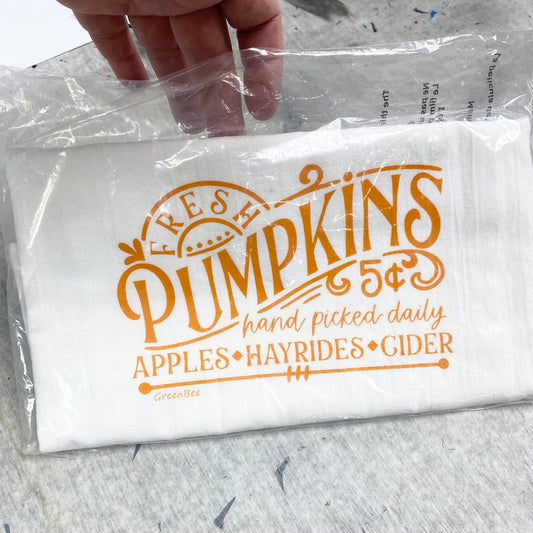 FRESH
PUMPKINS
5¢
hand picked daily
APPLES◆HAYRIDES◆CIDER
GreenBee